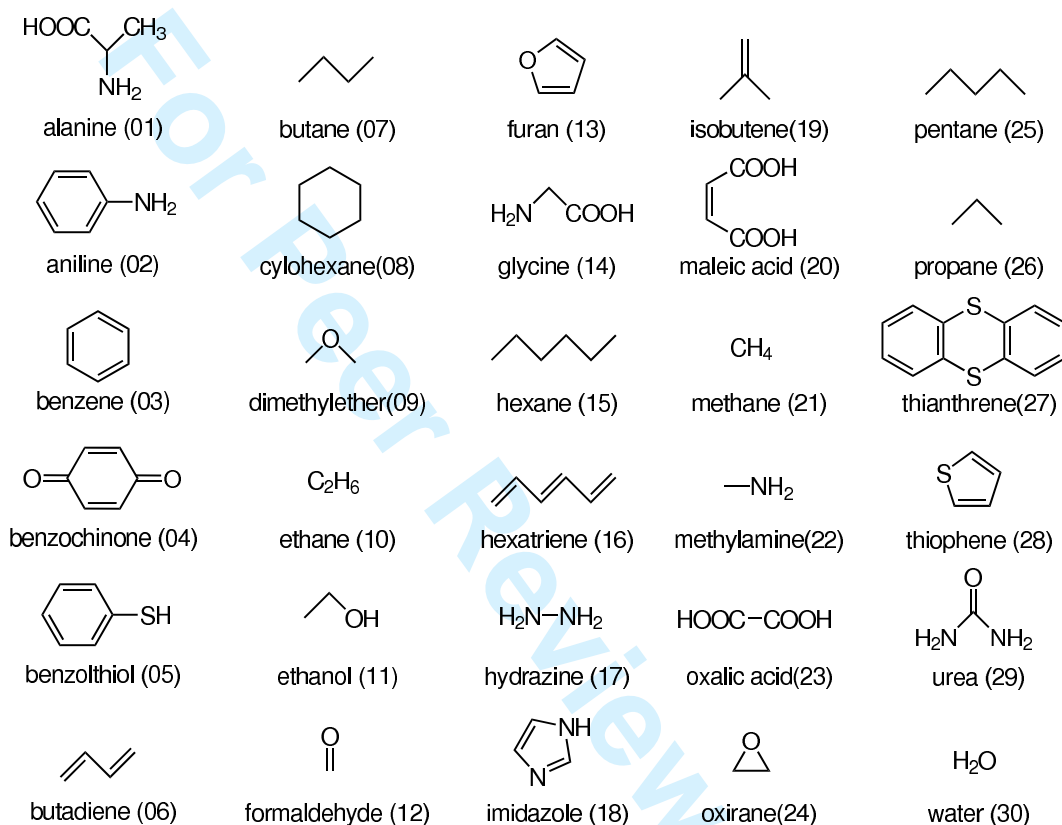 HOOC CH3
NH2
alanine (01)
butane (07)
O
furan (13)
isobutene(19)
pentane (25)
NH2
aniline (02)
cylohexane(08)
H2N COOH
glycine (14)
COOH
COOH
maleic acid (20)
propane (26)
benzene (03)
O
dimethylether(09)
hexane (15)
CH4
methane (21)
S
S
thianthrene(27)
O O
benzochinone (04)
C2H6
ethane (10)
hexatriene (16)
NH2
methylamine(22)
S
thiophene (28)
SH
benzolthiol (05)
OH
ethanol (11)
H2N NH2
hydrazine (17)
HOOC COOH
oxalic acid(23)
O
H2N NH2
urea (29)
butadiene (06)
O
formaldehyde (12)
NH
N
imidazole (18)
O
oxirane(24)
H2O
water (30)
For Peer Review